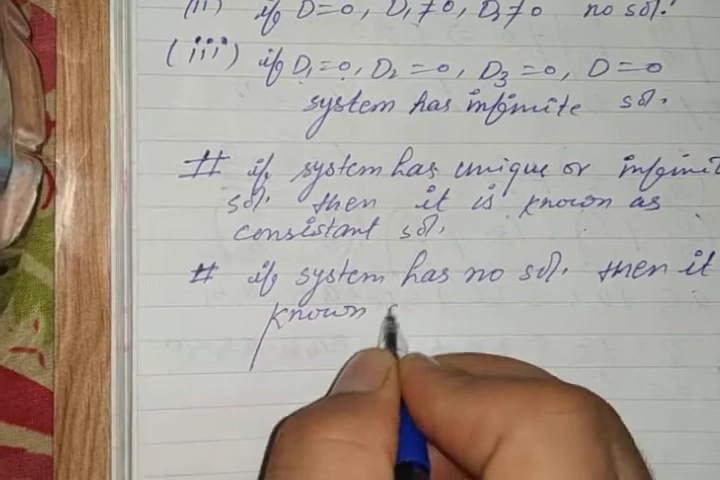 (ii) if D=0, D₁≠0, D₃≠0 no sol.
(iii) if D₁=0, D₂=0, D₃=0, D=0
system has infinite sol.
# if system has unique or infinit
sol. then it is known as
consistant sol.
# if system has no sol. then it
known